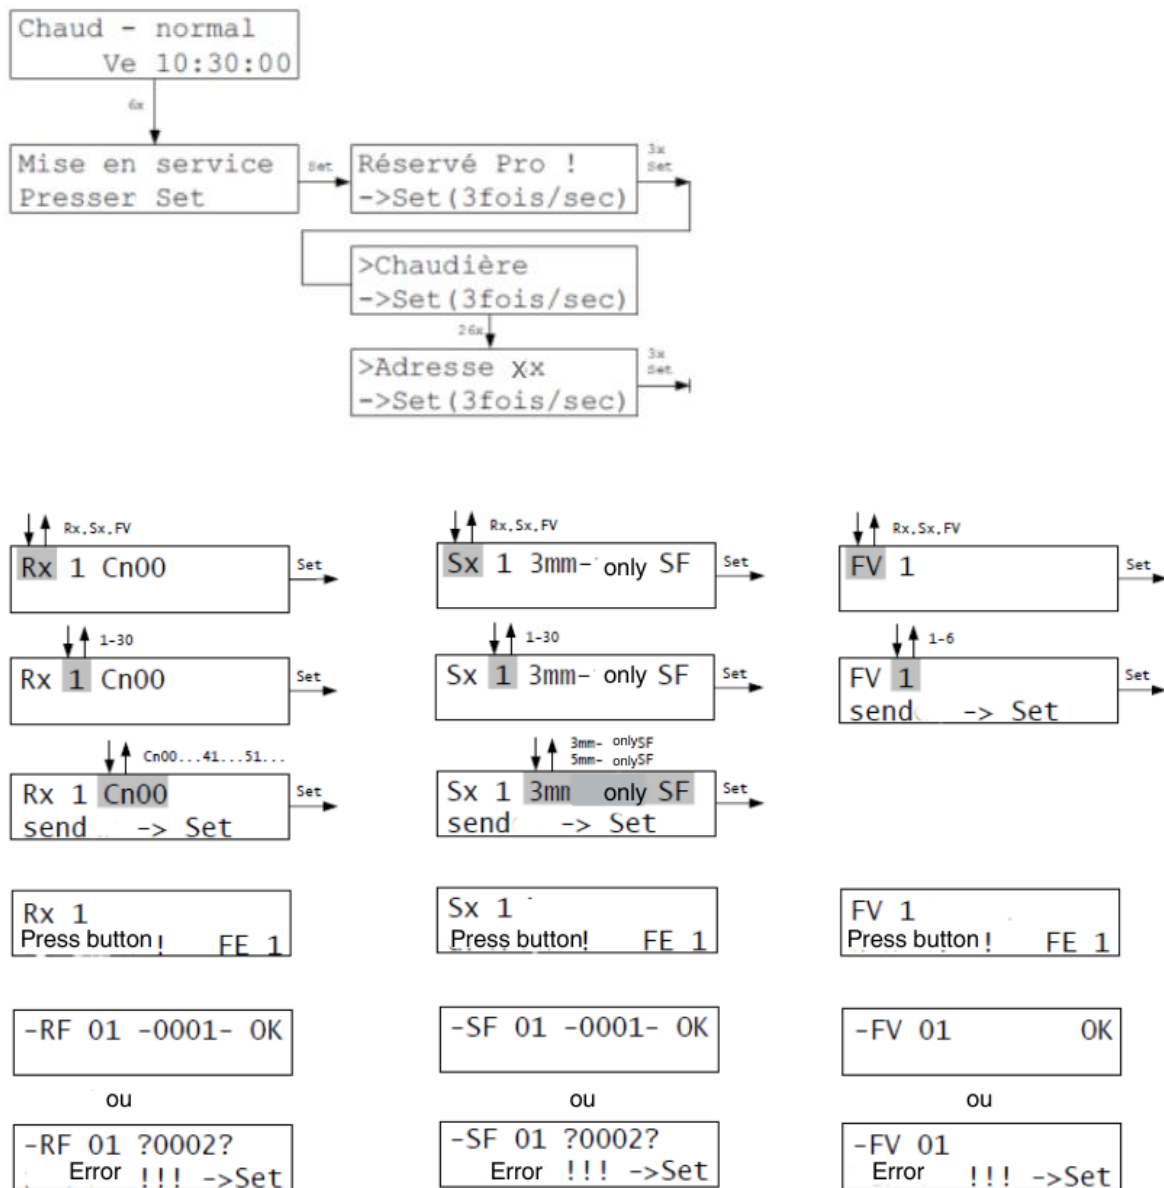 Chaud - normal
Ve 10:30:00
6x
Mise en service
Presser Set
Set
Réservé Pro !
->Set(3fois/sec)
3x
Set
>Chaudière
->Set(3fois/sec)
26x
>Adresse xx
->Set(3fois/sec)
3x
Set
Rx,Sx,FV
Rx 1 Cn00
Set
Rx,Sx,FV
Sx 1 3mm- only SF
Set
Rx,Sx,FV
FV 1
Set
1-30
Rx 1 Cn00
Set
1-30
Sx 1 3mm- only SF
Set
1-6
FV 1
send -> Set
Set
Cn00...41...51...
Rx 1 Cn00
send -> Set
Set
3mm- onlySF
5mm- onlySF
Sx 1 3mm only SF
send -> Set
Set
Rx 1
Press button ! FE 1
Sx 1
Press button! FE 1
FV 1
Press button ! FE 1
-RF 01 -0001- OK
-SF 01 -0001- OK
-FV 01 OK
ou
ou
ou
-RF 01 ?0002?
Error !!! ->Set
-SF 01 ?0002?
Error !!! ->Set
-FV 01
Error !!! ->Set